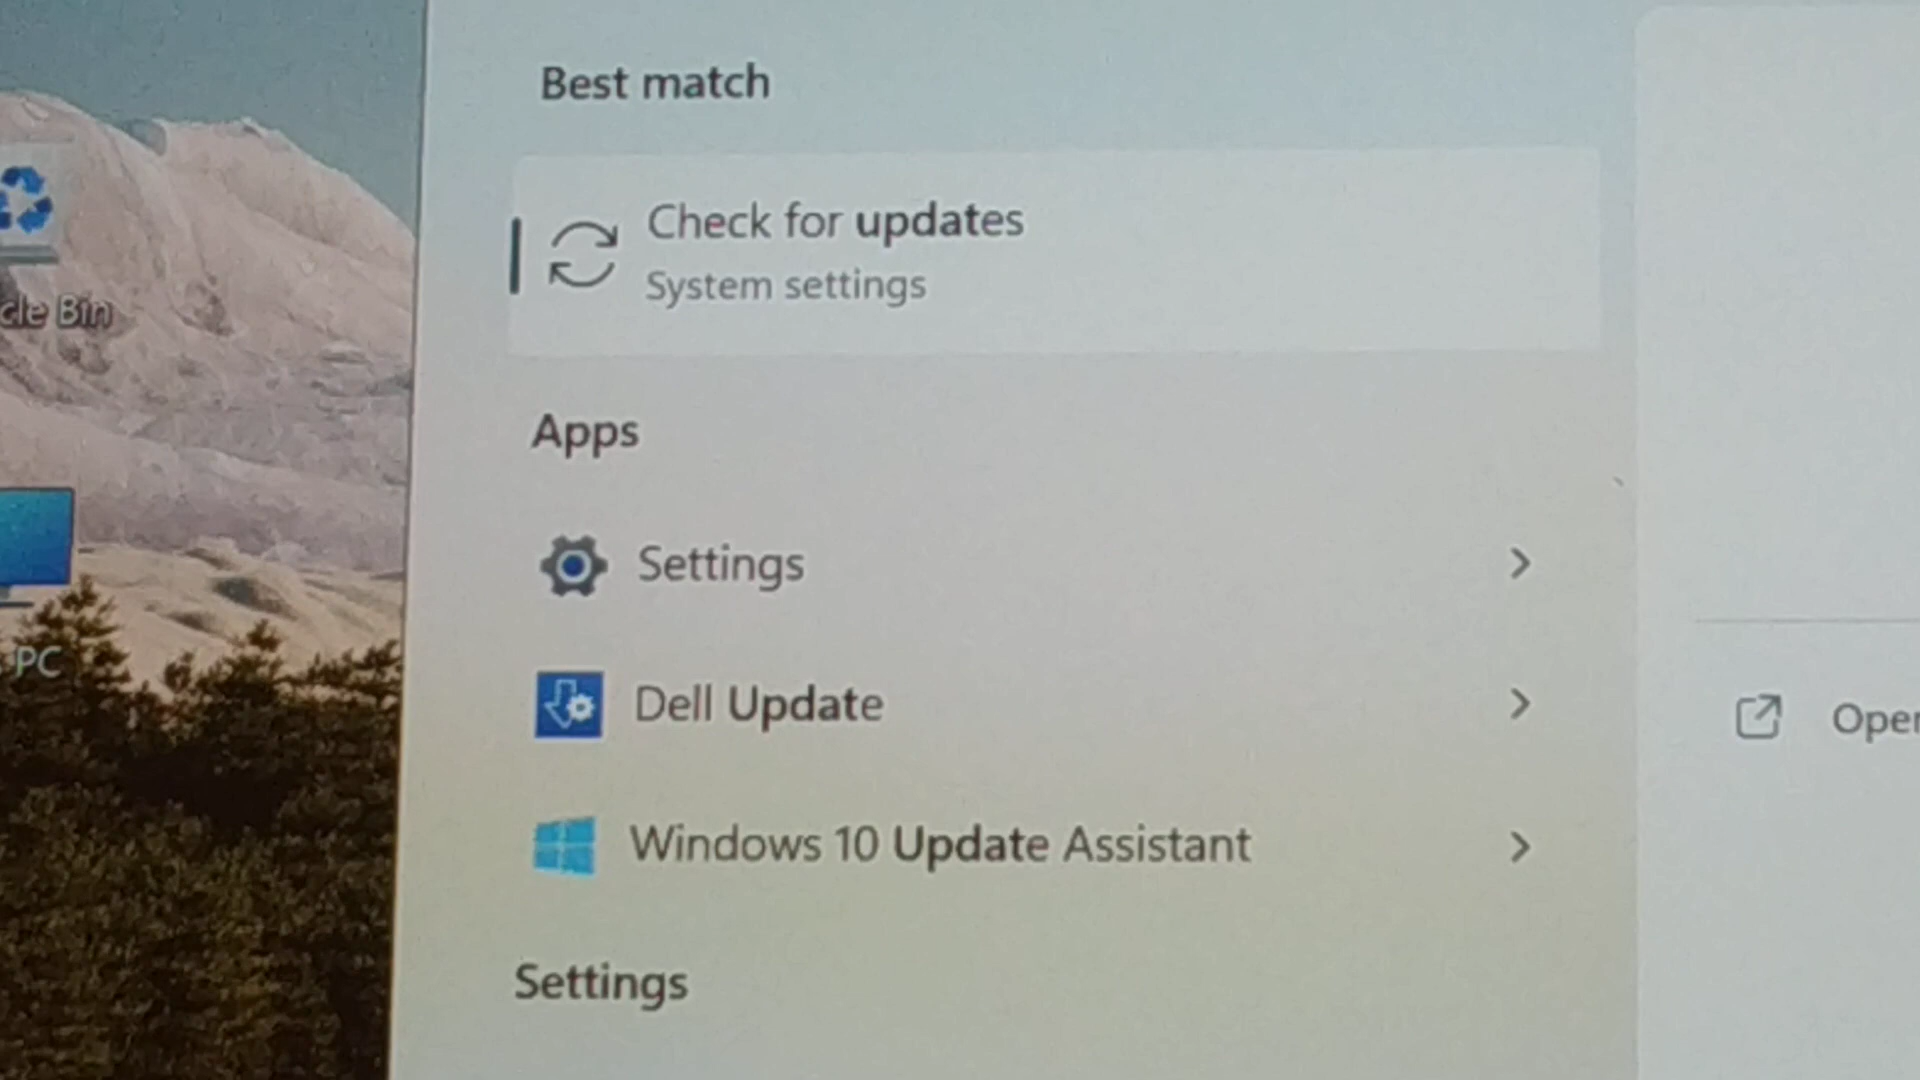 Best match
Check for updates
System settings
Apps
Settings
Dell Update
Windows 10 Update Assistant
Settings
cle Bin
PC
Oper